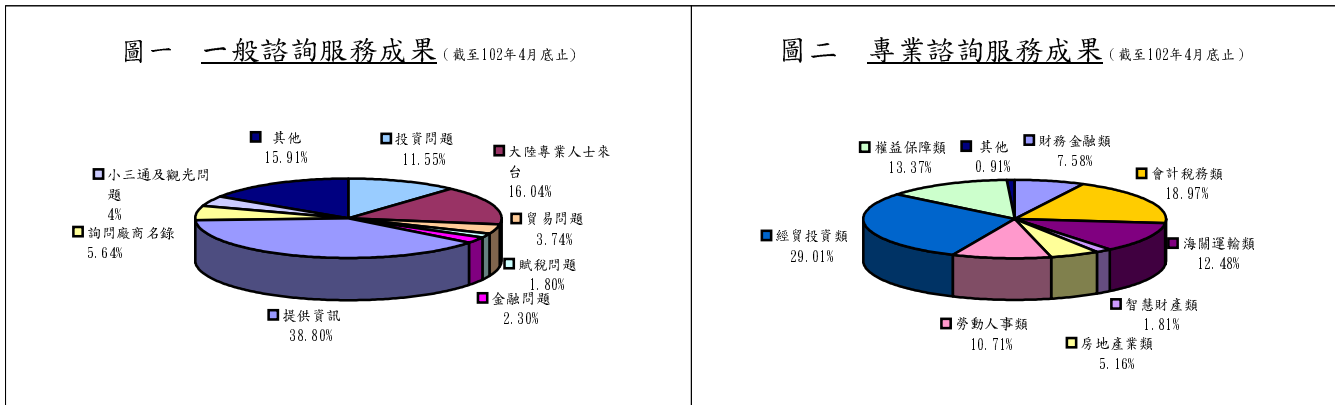 圖一 一般諮詢服務成果(截至102年4月底止)
其他
15.91%
投資問題
11.55%
大陸專業人士來
台
16.04%
小三通及觀光問
題
4%
貿易問題
3.74%
詢問廠商名錄
5.64%
賦稅問題
1.80%
金融問題
2.30%
提供資訊
38.80%
圖二 專業諮詢服務成果(截至102年4月底止)
權益保障類
13.37%
其他
0.91%
財務金融類
7.58%
會計稅務類
18.97%
經貿投資類
29.01%
海關運輸類
12.48%
智慧財產類
1.81%
勞動人事類
10.71%
房地產業類
5.16%